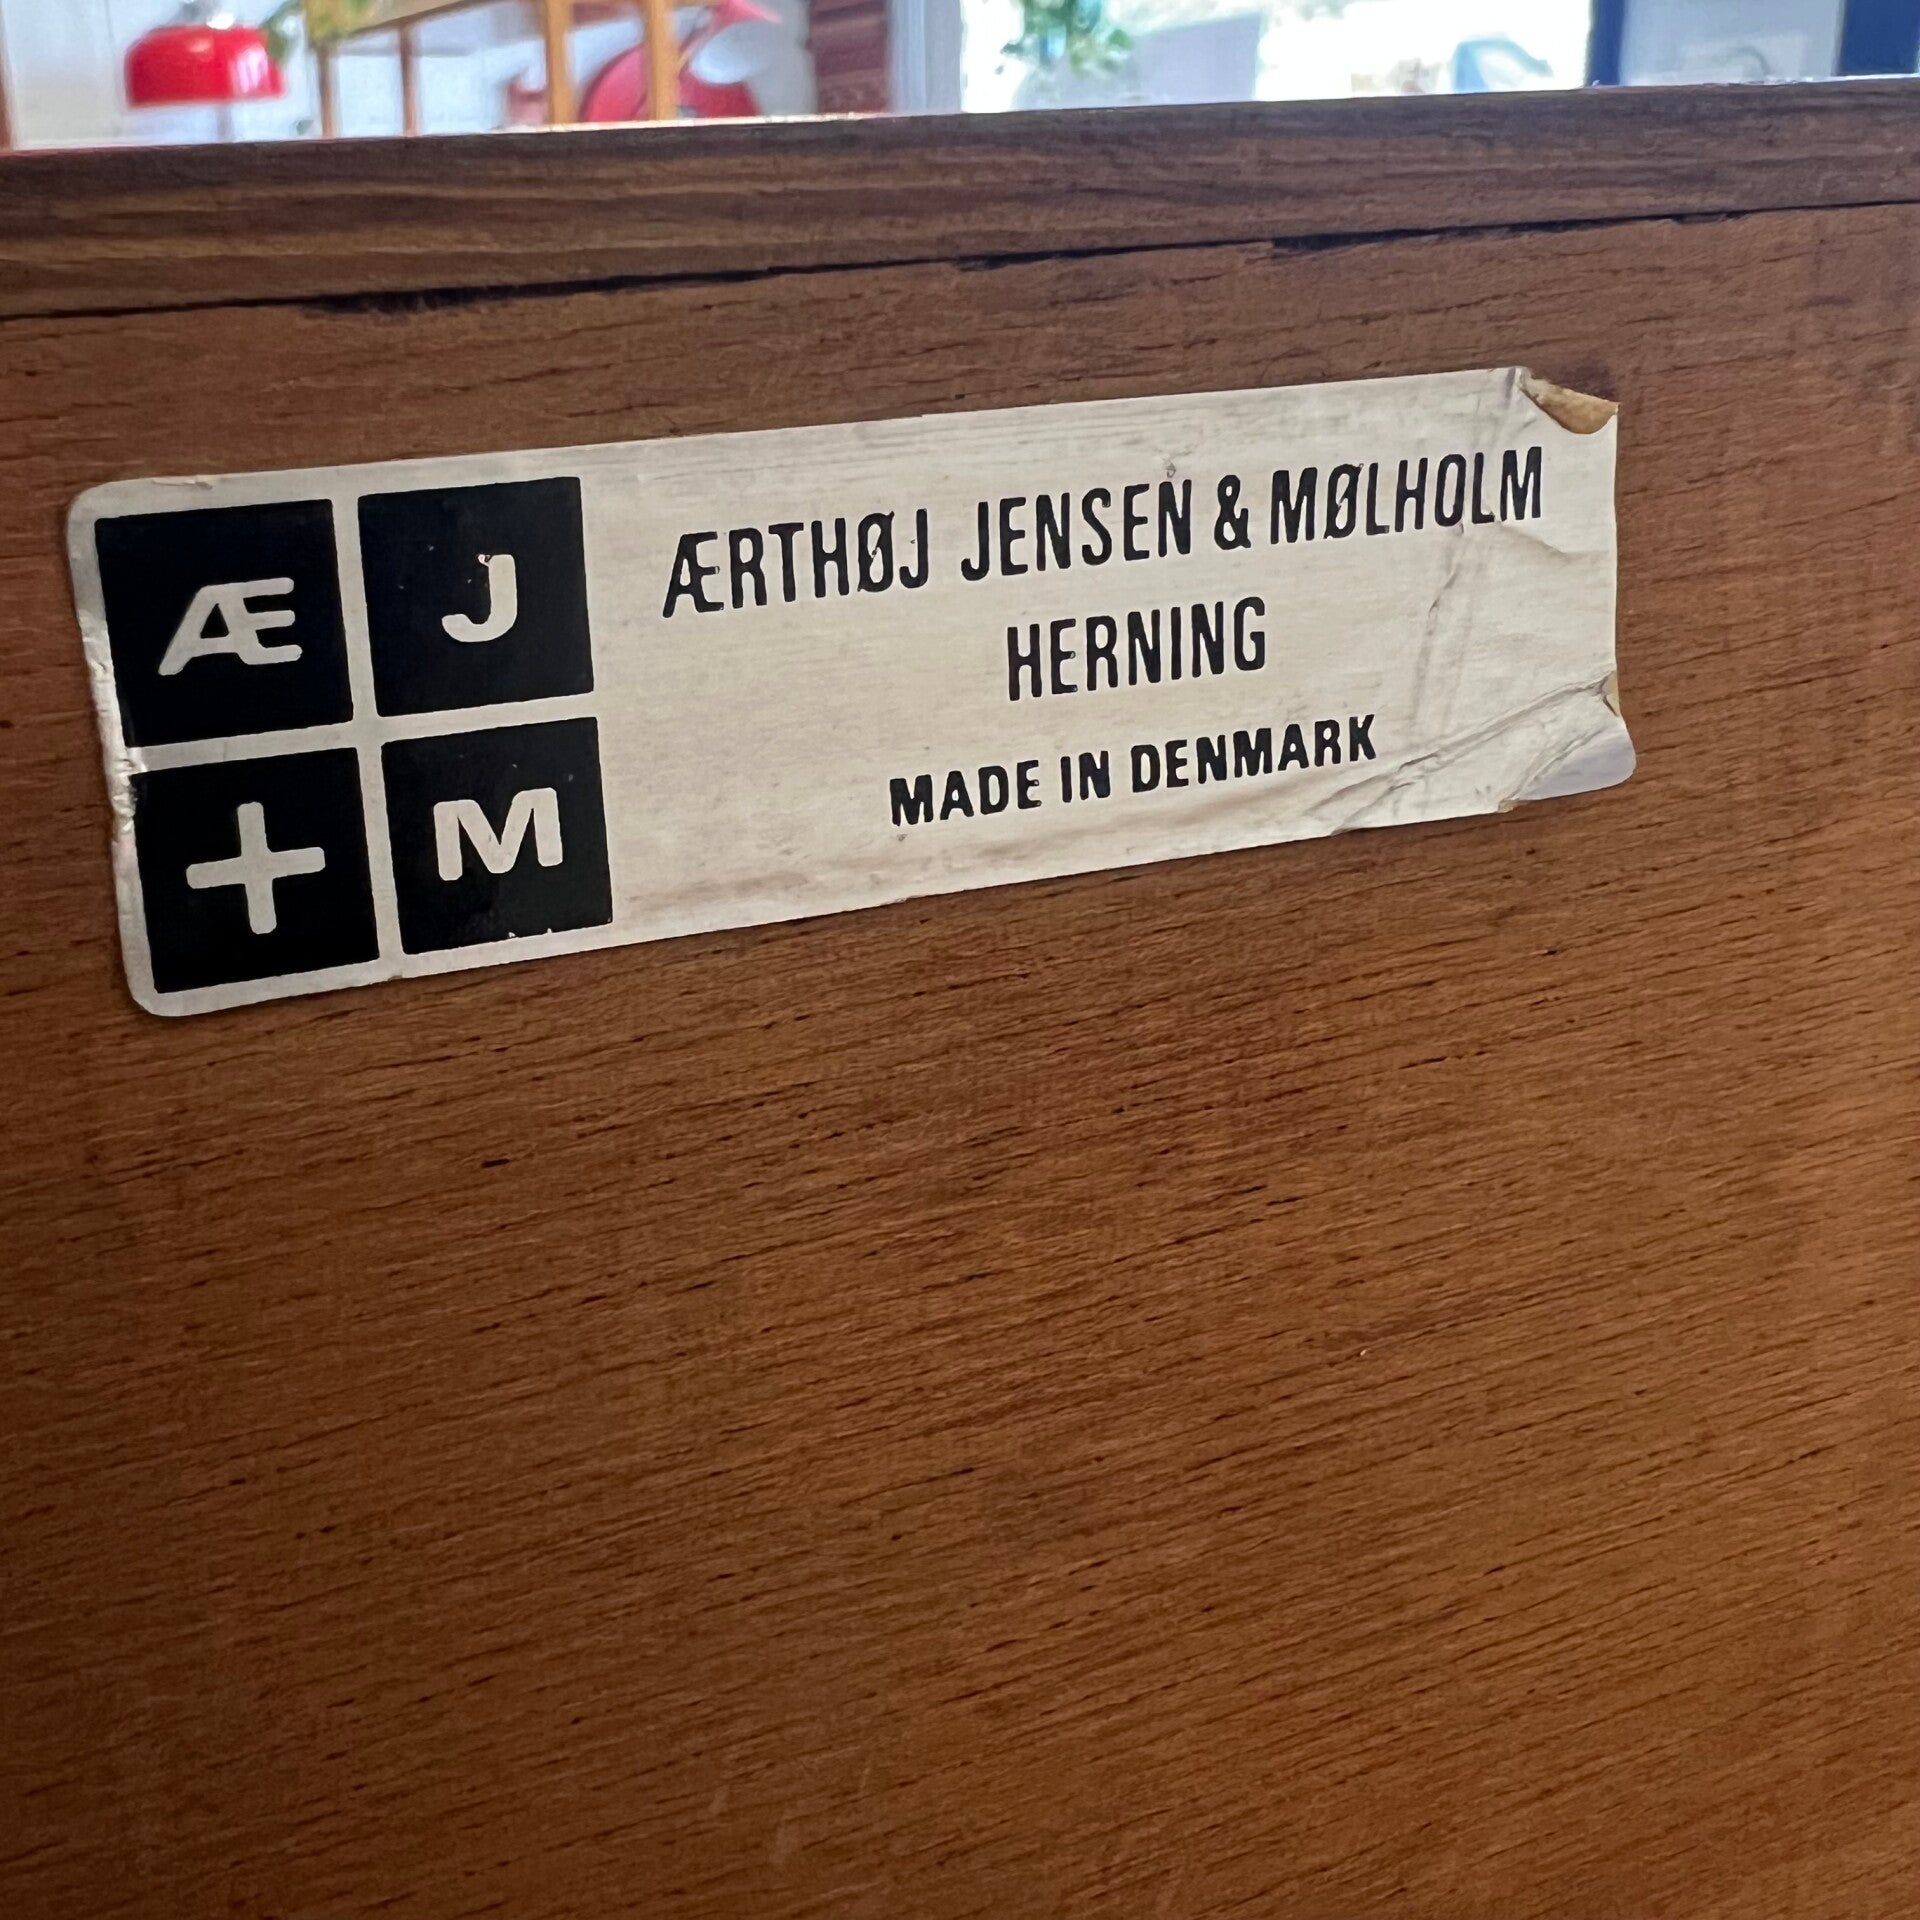 Æ J
+ M
ÆRTHØJ JENSEN & MØLHOLM
HERNING
MADE IN DENMARK